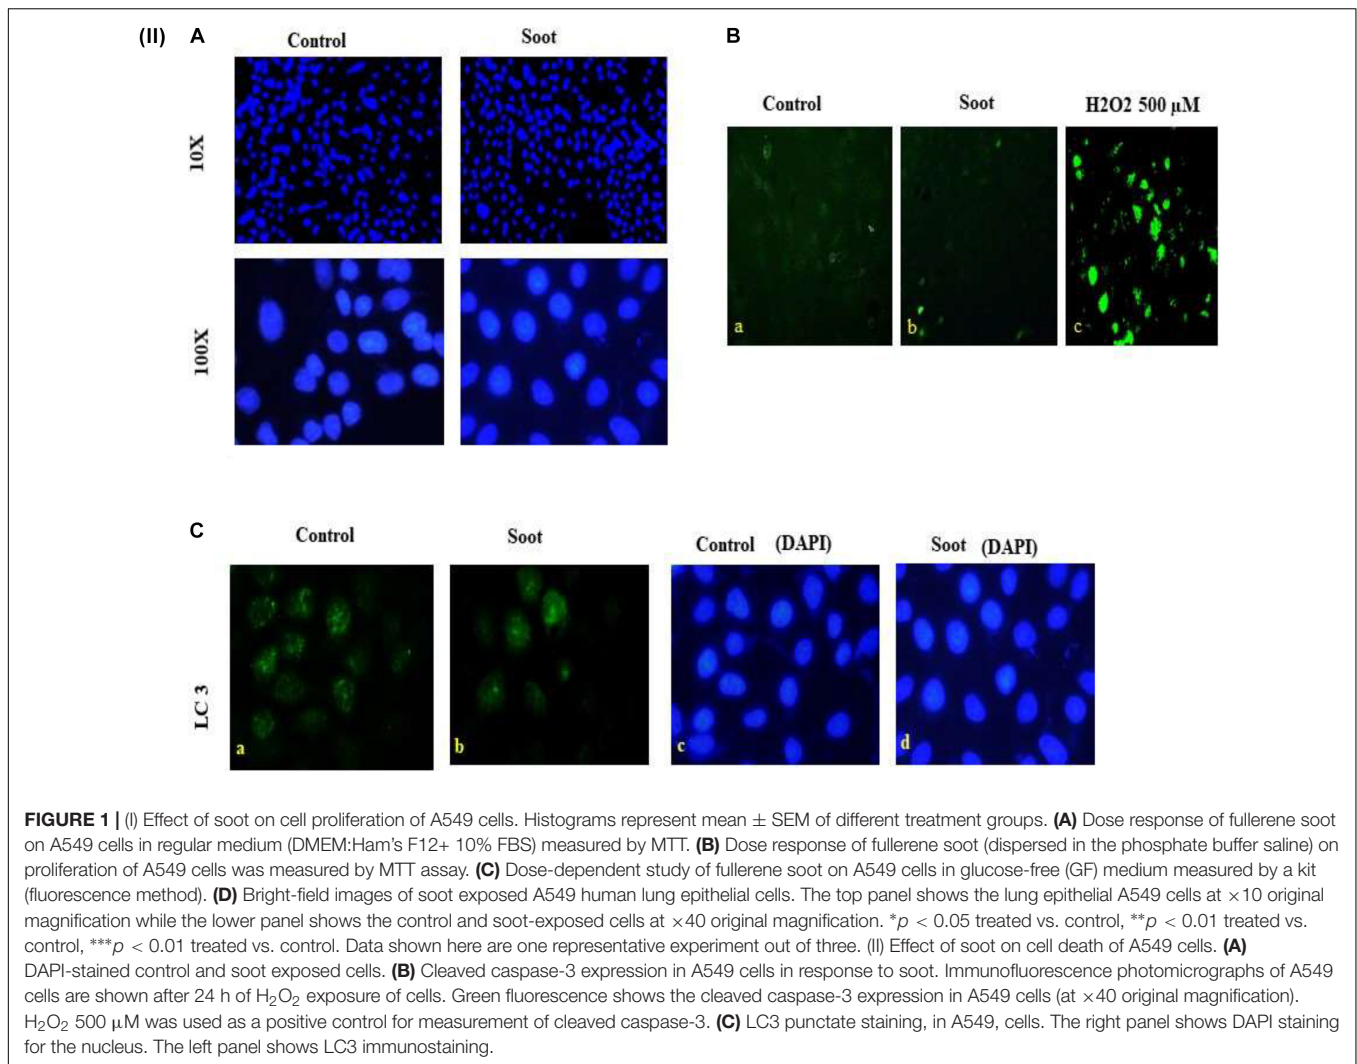 (II) A
Control
Soot
B
10X
100X
Control
Soot
H2O2 500 µM
a
b
c
C
Control
Soot
Control (DAPI)
Soot (DAPI)
LC 3
a
b
c
d
FIGURE 1 | (I) Effect of soot on cell proliferation of A549 cells. Histograms represent mean ± SEM of different treatment groups. (A) Dose response of fullerene soot
on A549 cells in regular medium (DMEM:Ham's F12+ 10% FBS) measured by MTT. (B) Dose response of fullerene soot (dispersed in the phosphate buffer saline) on
proliferation of A549 cells was measured by MTT assay. (C) Dose-dependent study of fullerene soot on A549 cells in glucose-free (GF) medium measured by a kit
(fluorescence method). (D) Bright-field images of soot exposed A549 human lung epithelial cells. The top panel shows the lung epithelial A549 cells at ×10 original
magnification while the lower panel shows the control and soot-exposed cells at ×40 original magnification. *p < 0.05 treated vs. control, **p < 0.01 treated vs.
control, ***p < 0.01 treated vs. control. Data shown here are one representative experiment out of three. (II) Effect of soot on cell death of A549 cells. (A)
DAPI-stained control and soot exposed cells. (B) Cleaved caspase-3 expression in A549 cells in response to soot. Immunofluorescence photomicrographs of A549
cells are shown after 24 h of H₂O₂ exposure of cells. Green fluorescence shows the cleaved caspase-3 expression in A549 cells (at ×40 original magnification).
H₂O₂ 500 µM was used as a positive control for measurement of cleaved caspase-3. (C) LC3 punctate staining, in A549, cells. The right panel shows DAPI staining
for the nucleus. The left panel shows LC3 immunostaining.